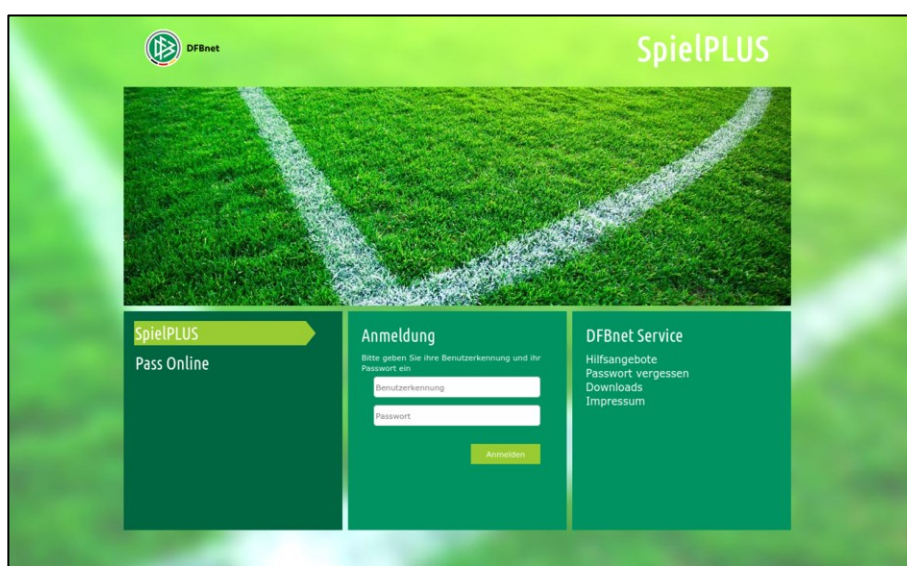 DFBnet
SpielPLUS
SpielPLUS
Pass Online
Anmeldung
Bitte geben Sie ihre Benutzerkennung und ihr
Passwort ein
Benutzerkennung
Passwort
Anmelden
DFBnet Service
Hilfsangebote
Passwort vergessen
Downloads
Impressum